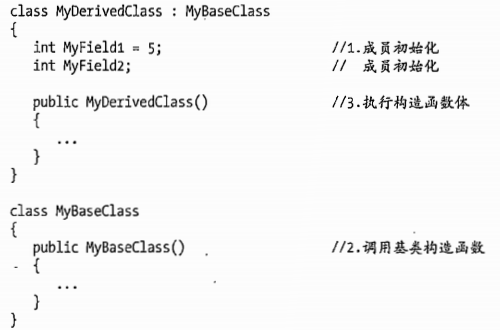 class MyDerivedClass : MyBaseClass
{
int MyField1 = 5; //1.成员初始化
int MyField2; // 成员初始化
public MyDerivedClass() //3.执行构造函数体
{
...
}
}
class MyBaseClass
{
public MyBaseClass() //2.调用基类构造函数
{
...
}
}